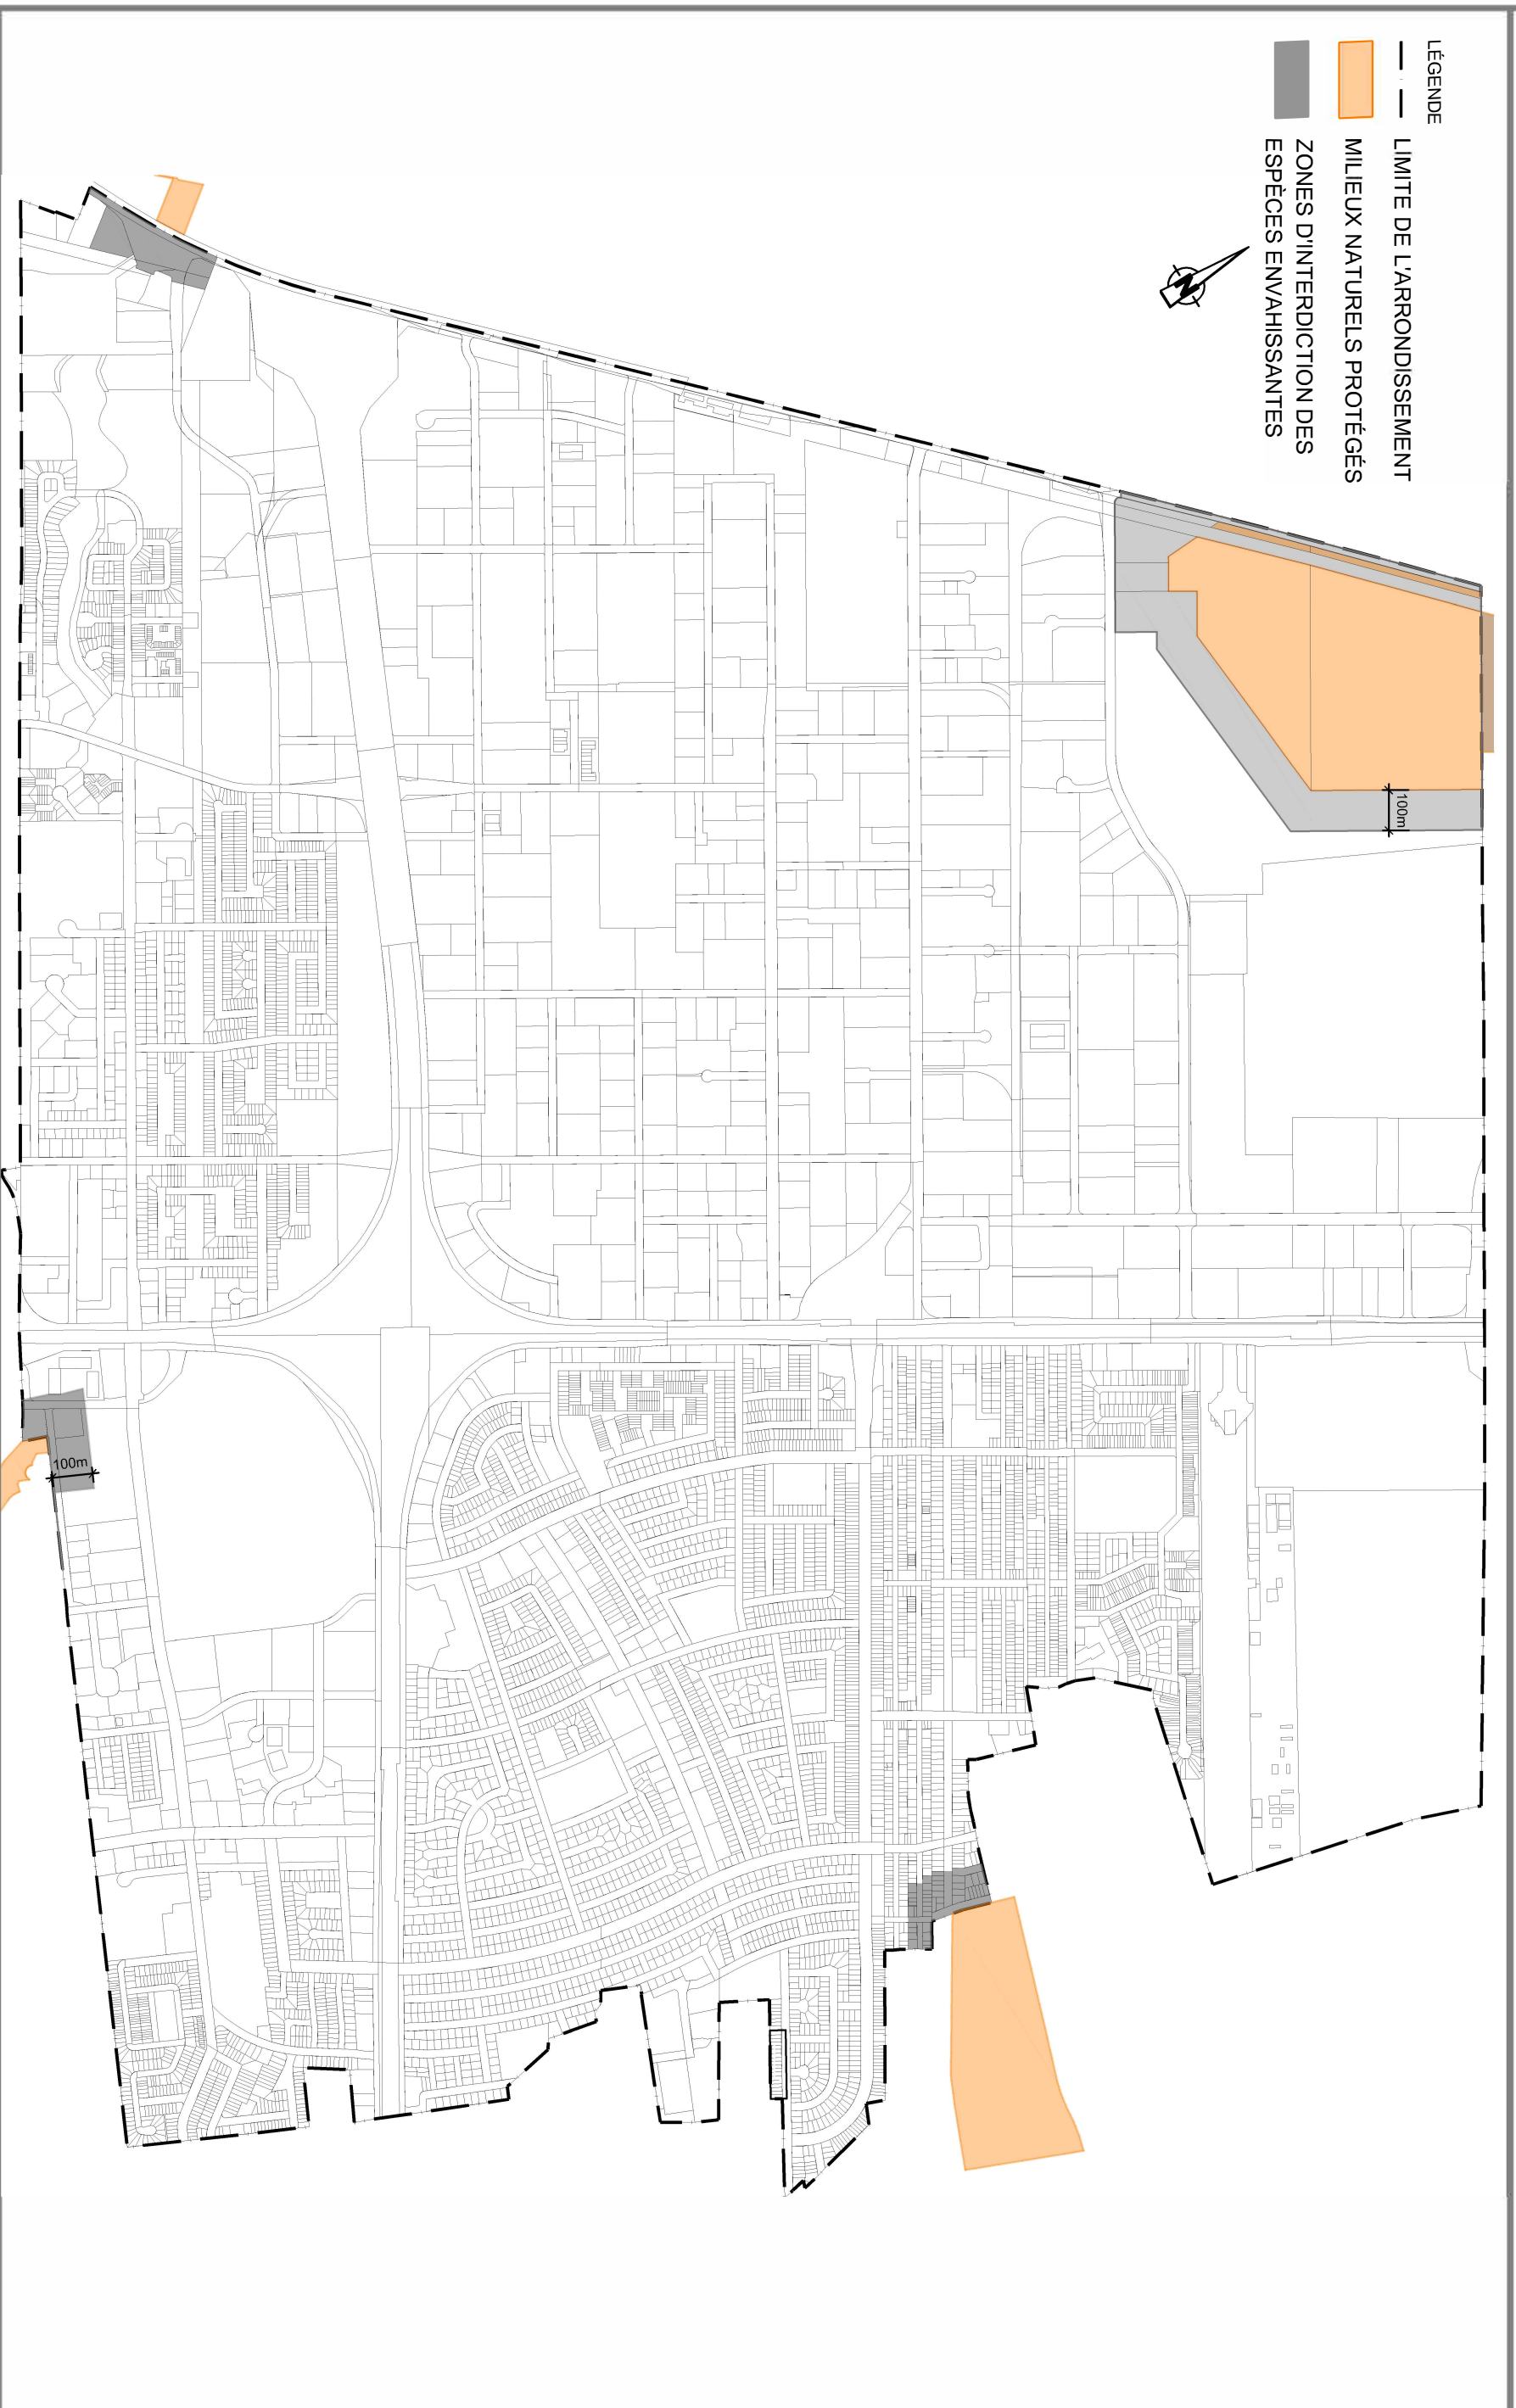 LÉGENDE
LIMITE DE L'ARRONDISSEMENT
MILIEUX NATURELS PROTÉGÉS
ZONES D'INTERDICTION DES
ESPÈCES ENVAHISSANTES
N
100m
100m